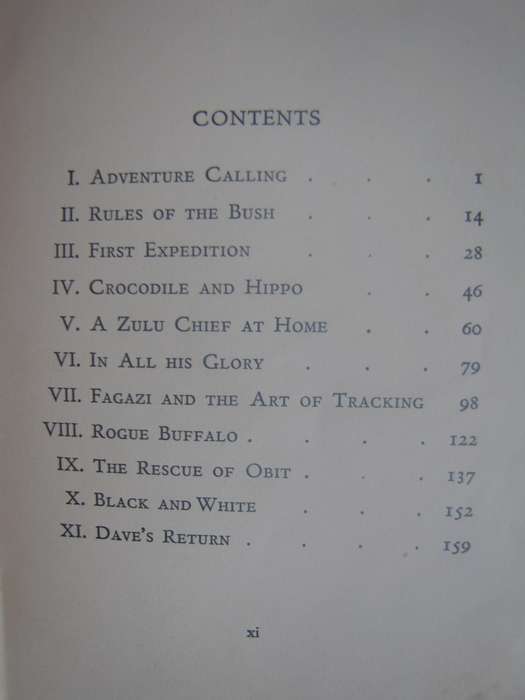 CONTENTS
I. ADVENTURE CALLING . . . 1
II. RULES OF THE BUSH . . . 14
III. FIRST EXPEDITION . . . 28
IV. CROCODILE AND HIPPO . . 46
V. A ZULU CHIEF AT HOME . . 60
VI. IN ALL HIS GLORY . . . 79
VII. FAGAZI AND THE ART OF TRACKING 98
VIII. ROGUE BUFFALO . . . . 122
IX. THE RESCUE OF OBIT . . . 137
X. BLACK AND WHITE . . . 152
XI. DAVE'S RETURN . . . . 159
xi